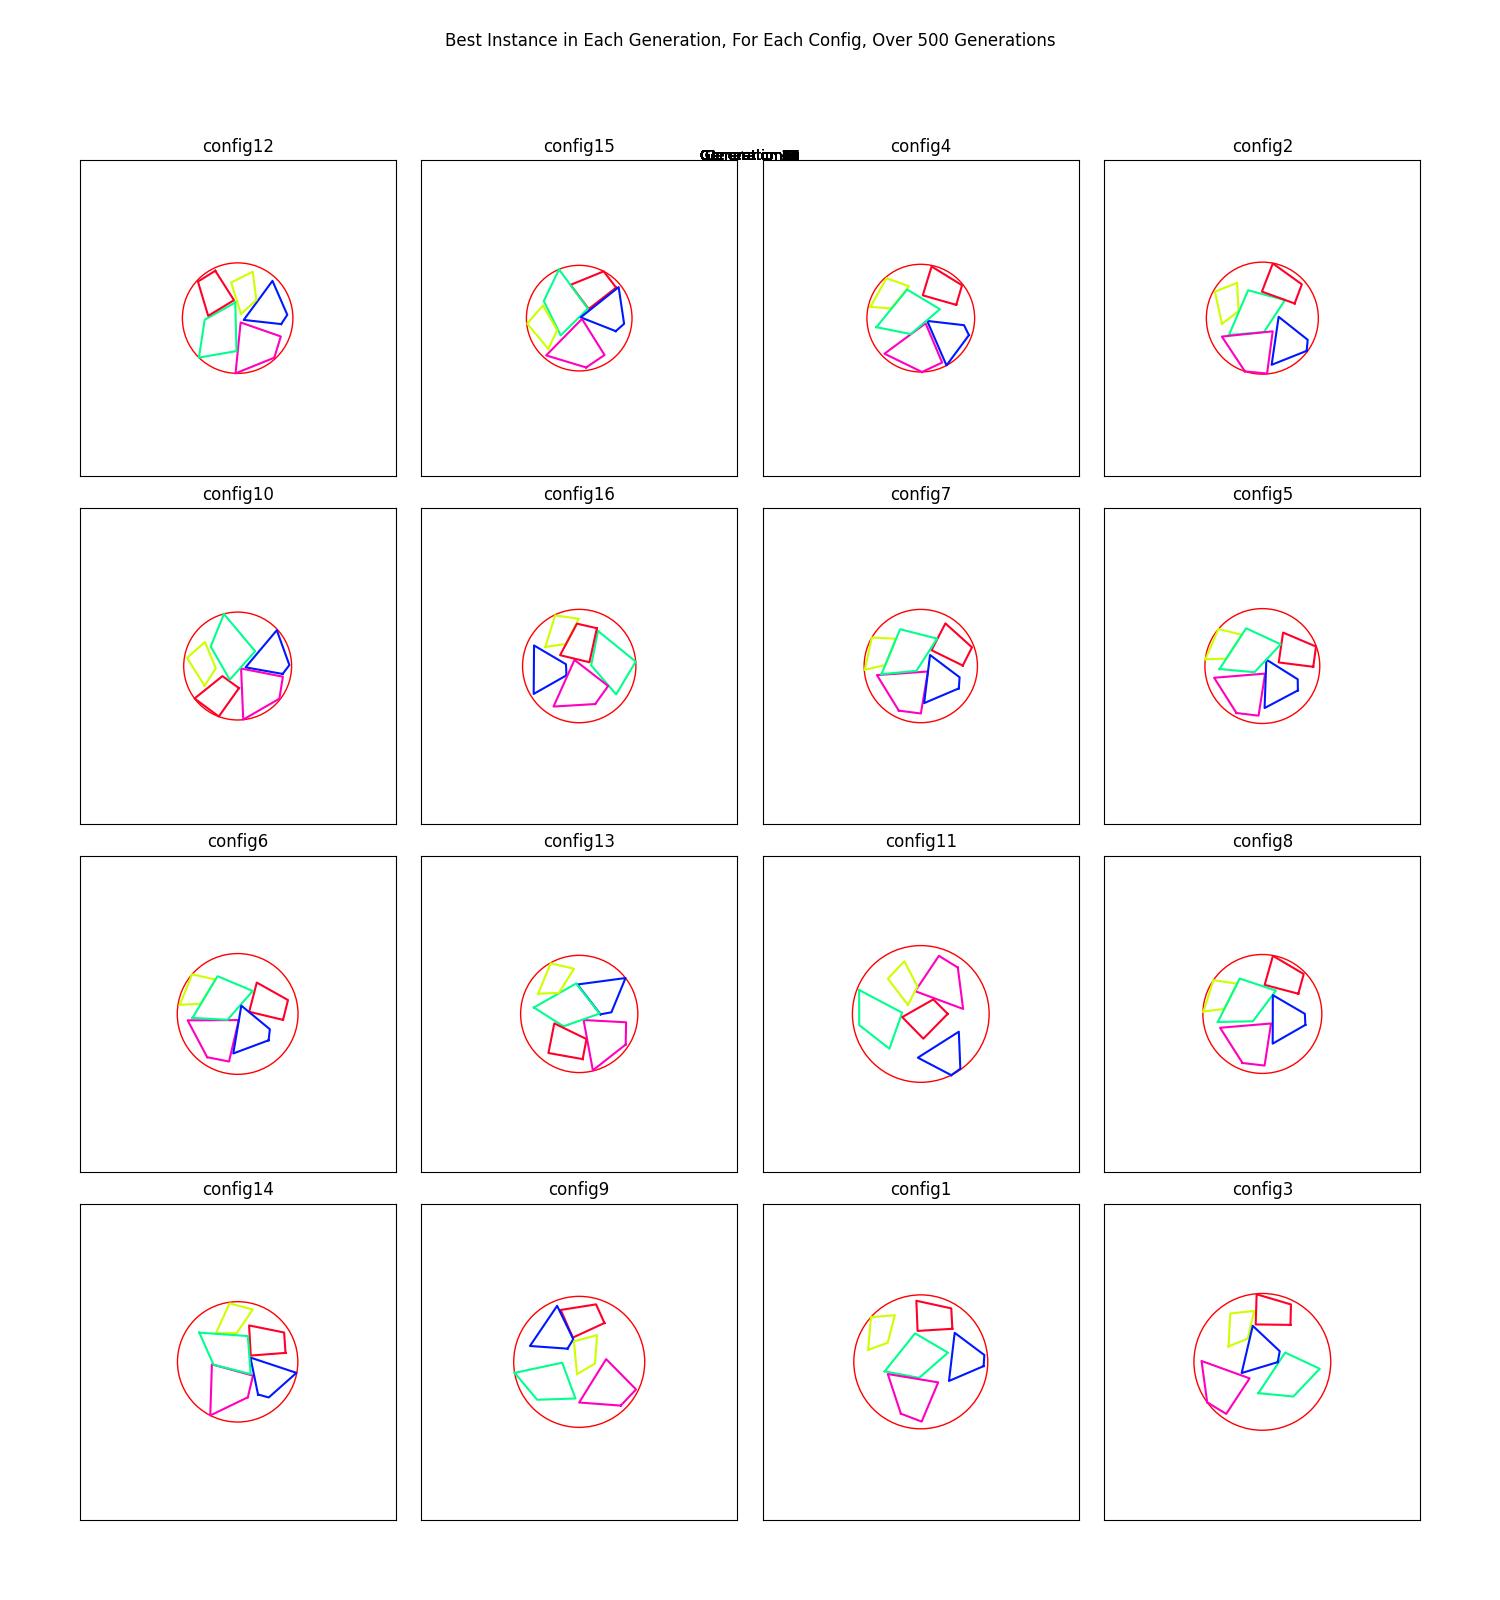 Best Instance in Each Generation, For Each Config, Over 500 Generations
config12
config15
config4
config2
config10
config16
config7
config5
config6
config13
config11
config8
config14
config9
config1
config3